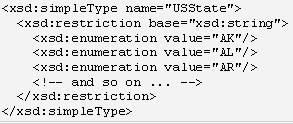 <xsd:simpleType name="USState">
  <xsd:restriction base="xsd:string">
    <xsd:enumeration value="AK"/>
    <xsd:enumeration value="AL"/>
    <xsd:enumeration value="AR"/>
    <!-- and so on ... -->
  </xsd:restriction>
</xsd:simpleType>